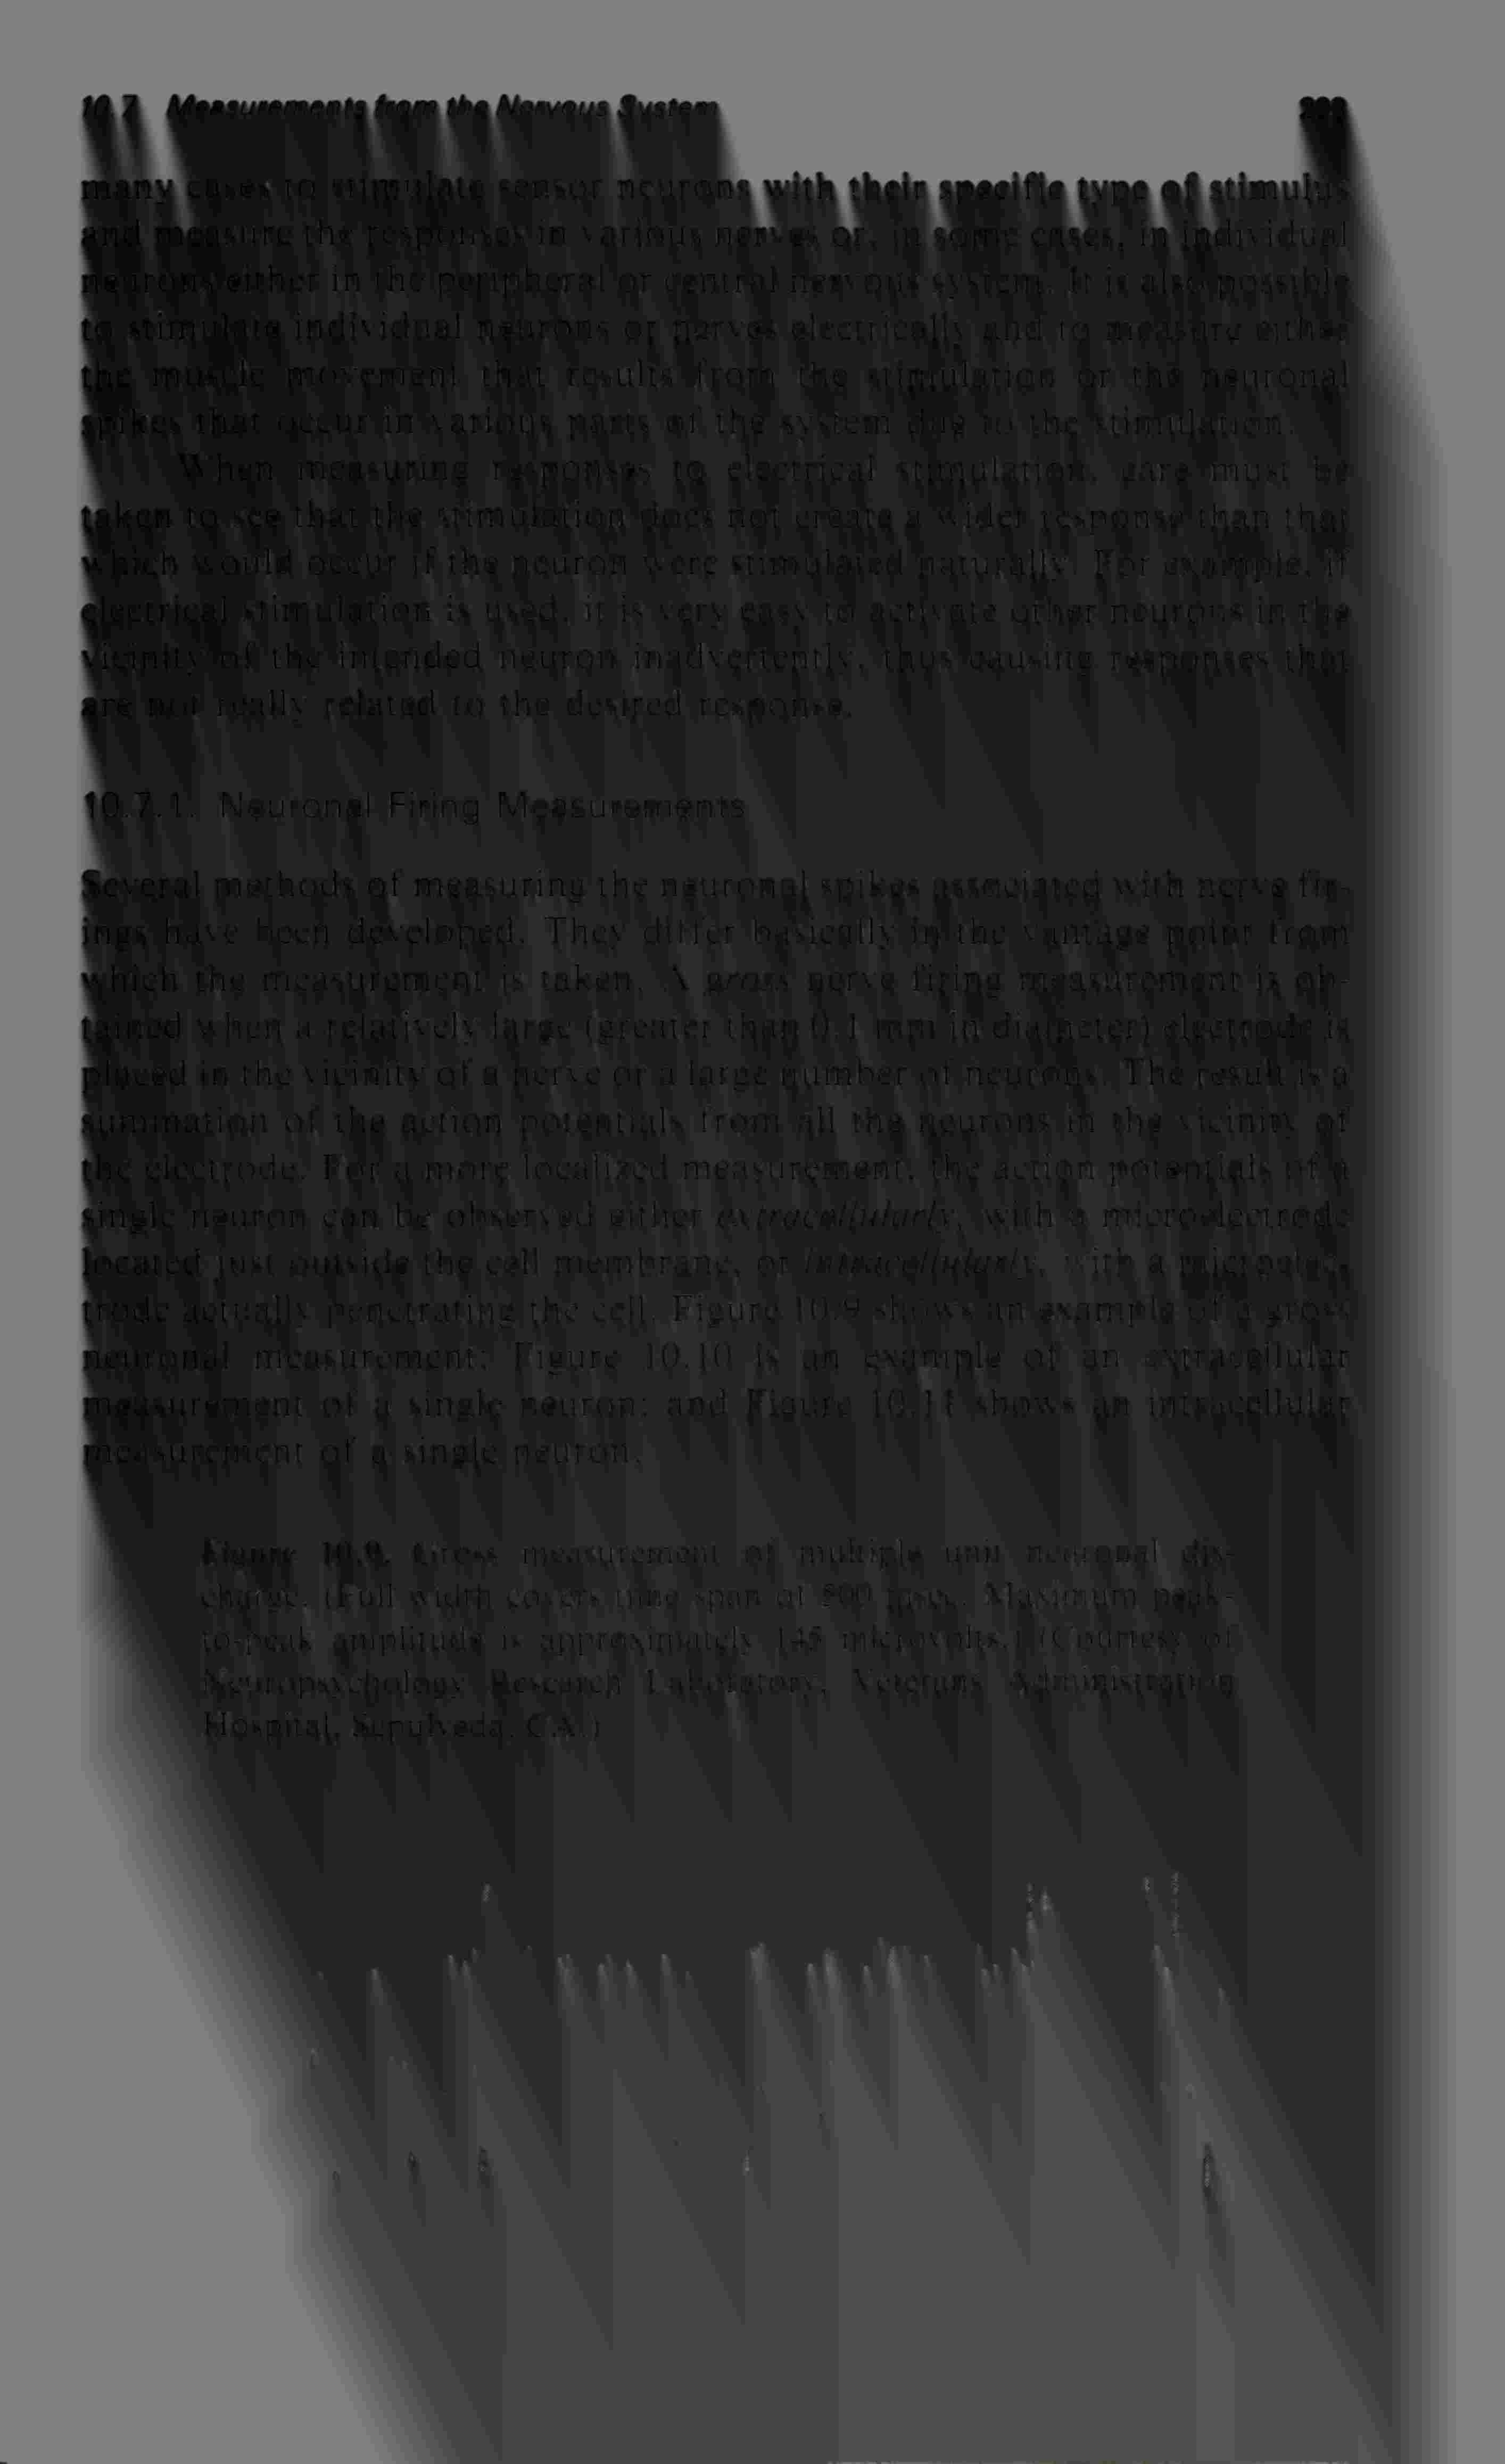 10.7 Measurements from the Nervous System
many cases to stimulate sensor neurons with their specific type of stimulus
and measure the responses in various nerves or, in some cases, in individual
neurons either in the peripheral or central nervous system. It is also possible
to stimulate individual neurons or nerves electrically and to measure either
the muscle movement that results from the stimulation or the neuronal
spikes that occur in various parts of the system due to the stimulation.
When measuring responses to electrical stimulation, care must be
taken to see that the stimulation does not create a wider response than that
which would occur if the neuron were stimulated naturally. For example, if
electrical stimulation is used, it is very easy to activate other neurons in the
vicinity of the intended neuron inadvertently, thus causing responses that
are not really related to the desired response.
10.7.1. Neuronal Firing Measurements
Several methods of measuring the neuronal spikes associated with nerve fir-
ings have been developed. They differ basically in the vantage point from
which the measurement is taken. A gross nerve firing measurement is ob-
tained when a relatively large (greater than 0.1 mm in diameter) electrode is
placed in the vicinity of a nerve or a large number of neurons. The result is a
summation of the action potentials from all the neurons in the vicinity of
the electrode. For a more localized measurement, the action potentials of a
single neuron can be observed either extracellularly, with a microelectrode
located just outside the cell membrane, or intracellularly, with a microelec-
trode actually penetrating the cell. Figure 10.9 shows an example of a gross
neuronal measurement; Figure 10.10 is an example of an extracellular
measurement of a single neuron; and Figure 10.11 shows an intracellular
measurement of a single neuron.
Figure 10.9. Gross measurement of multiple unit neuronal dis-
charge. (Full width covers time span of 500 msec. Maximum peak-
to-peak amplitude is approximately 145 microvolts.) (Courtesy of
Neuropsychology Research Laboratory, Veterans Administration
Hospital, Sepulveda, CA.)